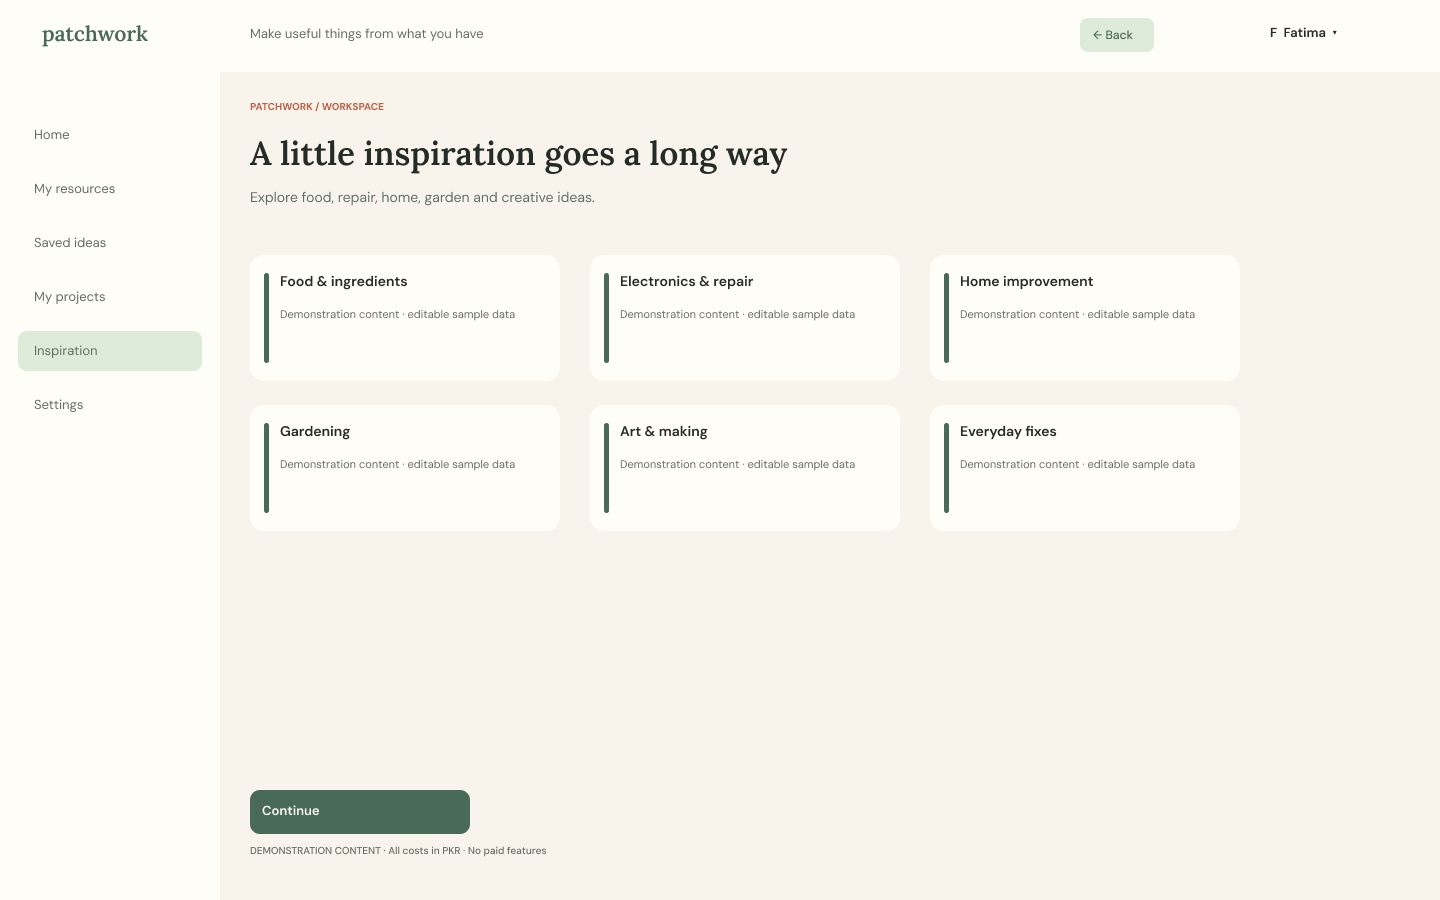 patchwork
Make useful things from what you have
← Back
F Fatima ▾
Home
My resources
Saved ideas
My projects
Inspiration
Settings
PATCHWORK / WORKSPACE
A little inspiration goes a long way
Explore food, repair, home, garden and creative ideas.
Food & ingredients
Demonstration content · editable sample data
Electronics & repair
Demonstration content · editable sample data
Home improvement
Demonstration content · editable sample data
Gardening
Demonstration content · editable sample data
Art & making
Demonstration content · editable sample data
Everyday fixes
Demonstration content · editable sample data
Continue
DEMONSTRATION CONTENT · All costs in PKR · No paid features